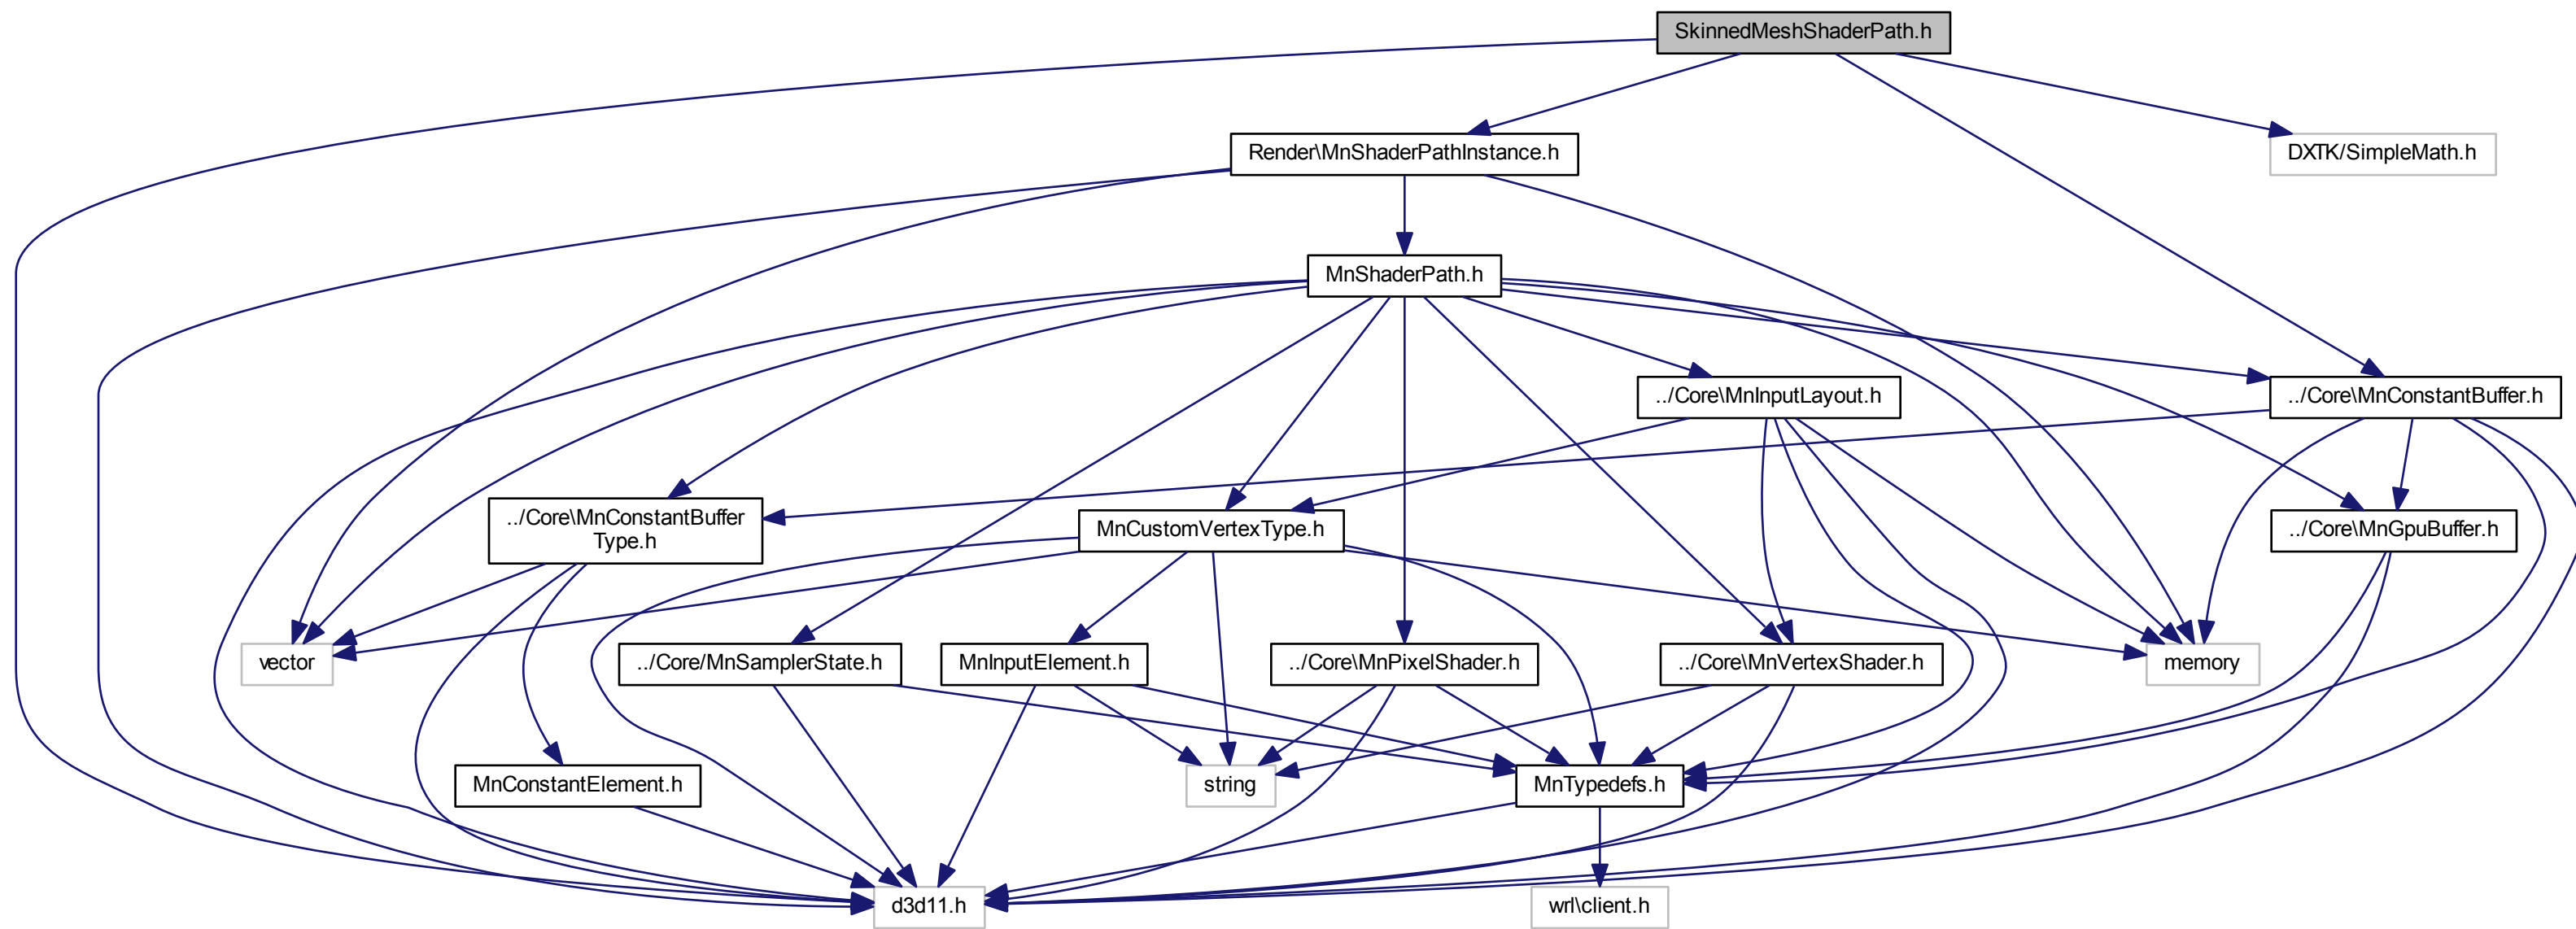 SkinnedMeshShaderPath.h
Render\MnShaderPathInstance.h
DXTK/SimpleMath.h
MnShaderPath.h
../Core\MnInputLayout.h
../Core\MnConstantBuffer.h
../Core\MnConstantBuffer
Type.h
MnCustomVertexType.h
../Core\MnGpuBuffer.h
vector
../Core/MnSamplerState.h
MnInputElement.h
../Core\MnPixelShader.h
../Core\MnVertexShader.h
memory
MnConstantElement.h
string
MnTypedefs.h
d3d11.h
wrl\client.h